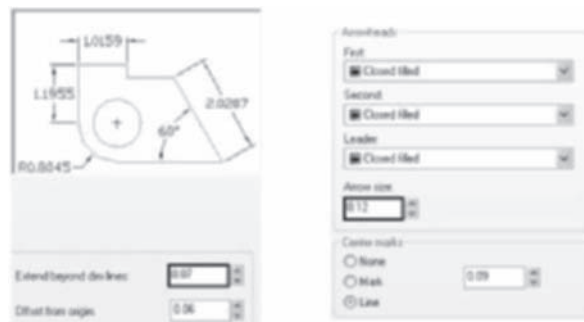 1.0159
1.1955
2.0207
60°
R0.8045
Extend beyond dim lines: 0.07
Offset from origin: 0.06
Arrowheads
First
Closed filled
Second
Closed filled
Leader
Closed filled
Arrow size
0.12
Centre marks
None
Mark 0.09
Line